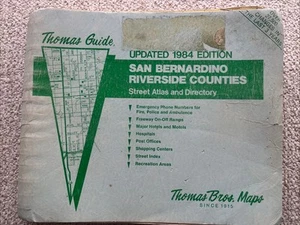 Thomas Guide
UPDATED 1984 EDITION
SAN BERNARDINO
RIVERSIDE COUNTIES
Street Atlas and Directory
Emergency Phone Numbers for
Fire, Police and Ambulance
Freeway On-Off Ramps
Major Hotels and Motels
Hospitals
Post Offices
Shopping Centers
Street Index
Recreation Areas
Thomas Bros. Maps
SINCE 1915